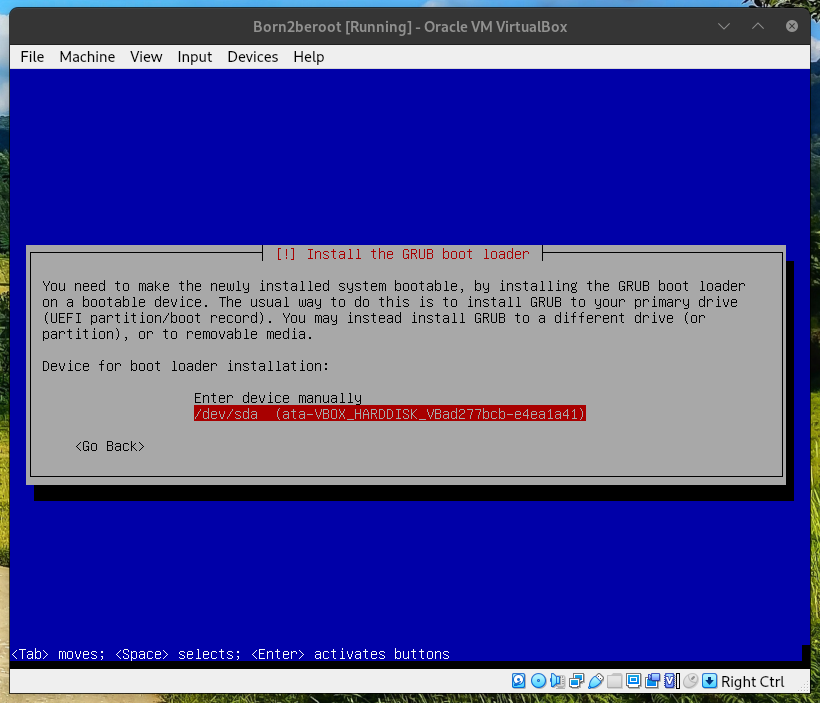 Born2beroot [Running] - Oracle VM VirtualBox
File Machine View Input Devices Help
[!] Install the GRUB boot loader
You need to make the newly installed system bootable, by installing the GRUB boot loader
on a bootable device. The usual way to do this is to install GRUB to your primary drive
(UEFI partition/boot record). You may instead install GRUB to a different drive (or
partition), or to removable media.
Device for boot loader installation:
Enter device manually
/dev/sda (ata-VBOX_HARDDISK_VBad277bcb-e4ea1a41)
<Go Back>
<Tab> moves; <Space> selects; <Enter> activates buttons
Right Ctrl